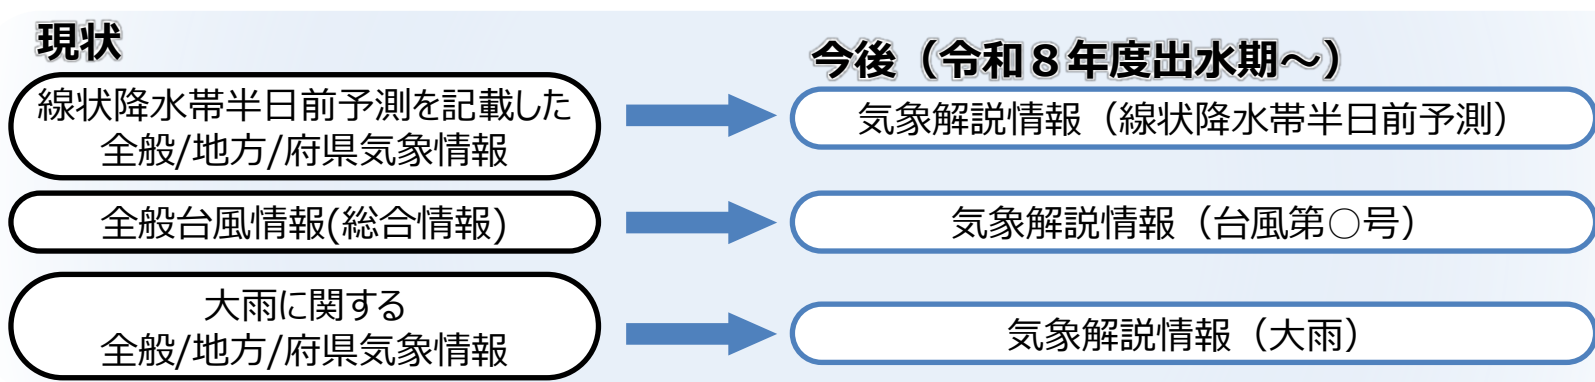 現状
今後（令和８年度出水期～）
線状降水帯半日前予測を記載した
全般/地方/府県気象情報
気象解説情報（線状降水帯半日前予測）
全般台風情報(総合情報)
気象解説情報（台風第○号）
大雨に関する
全般/地方/府県気象情報
気象解説情報（大雨）